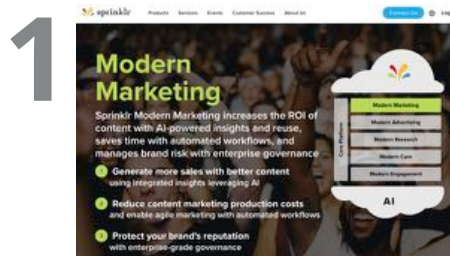 1
sprinklr Products Services Events Customer Success About Us Contact Us Log
Modern
Marketing
Sprinklr Modern Marketing increases the ROI of
content with AI-powered insights and reuse,
saves time with automated workflows, and
manages brand risk with enterprise governance
1 Generate more sales with better content
using integrated insights leveraging AI
2 Reduce content marketing production costs
and enable agile marketing with automated workflows
3 Protect your brand's reputation
with enterprise-grade governance
Core Platform
Modern Marketing
Modern Advertising
Modern Research
Modern Care
Modern Engagement
AI